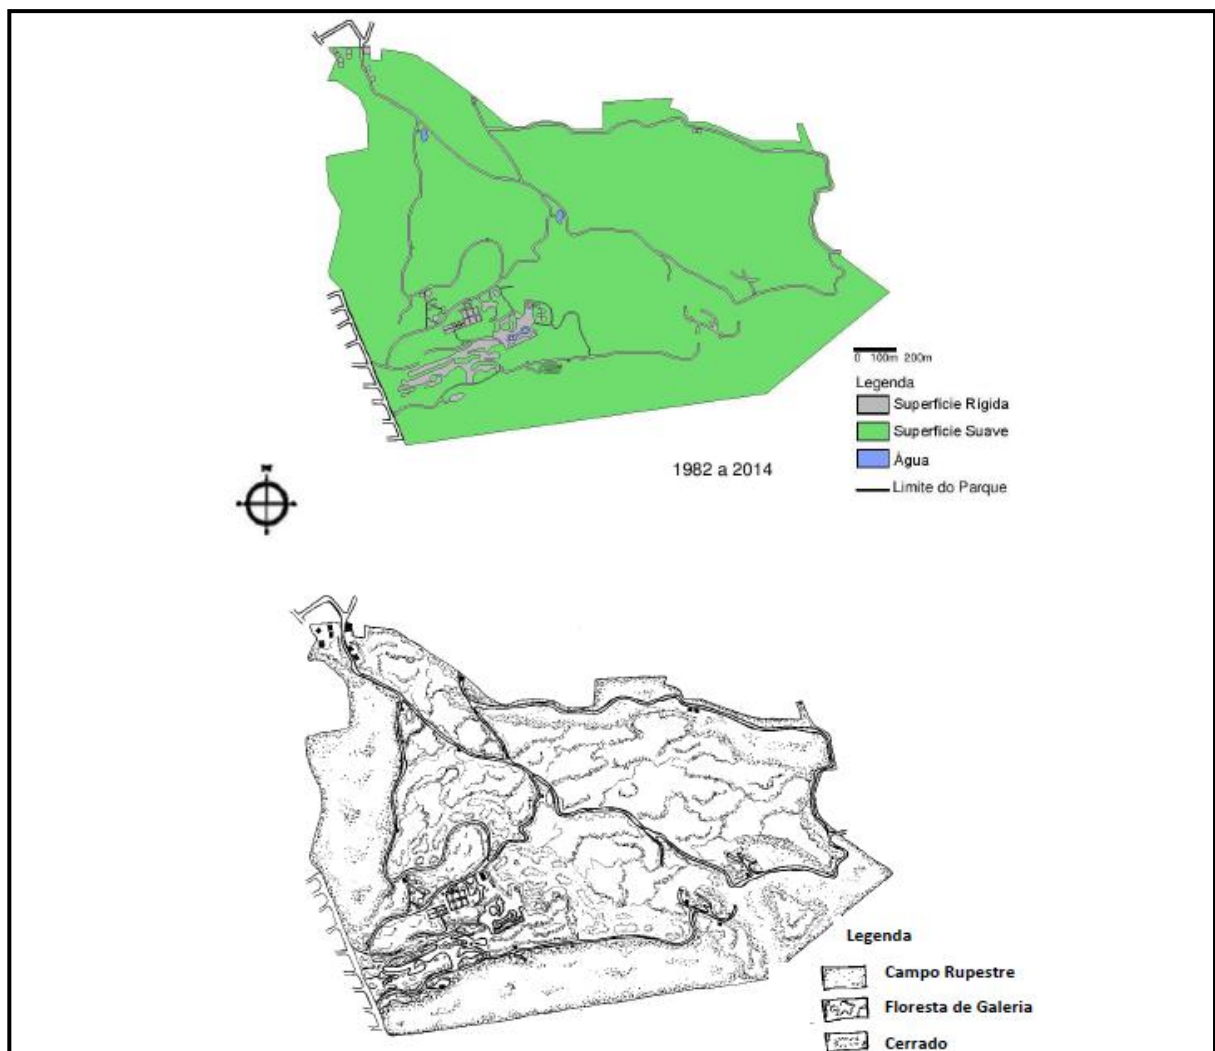 0 100m 200m
Legenda
Superfície Rígida
Superfície Suave
Água
Limite do Parque
1982 a 2014
N
Legenda
Campo Rupestre
Floresta de Galeria
Cerrado